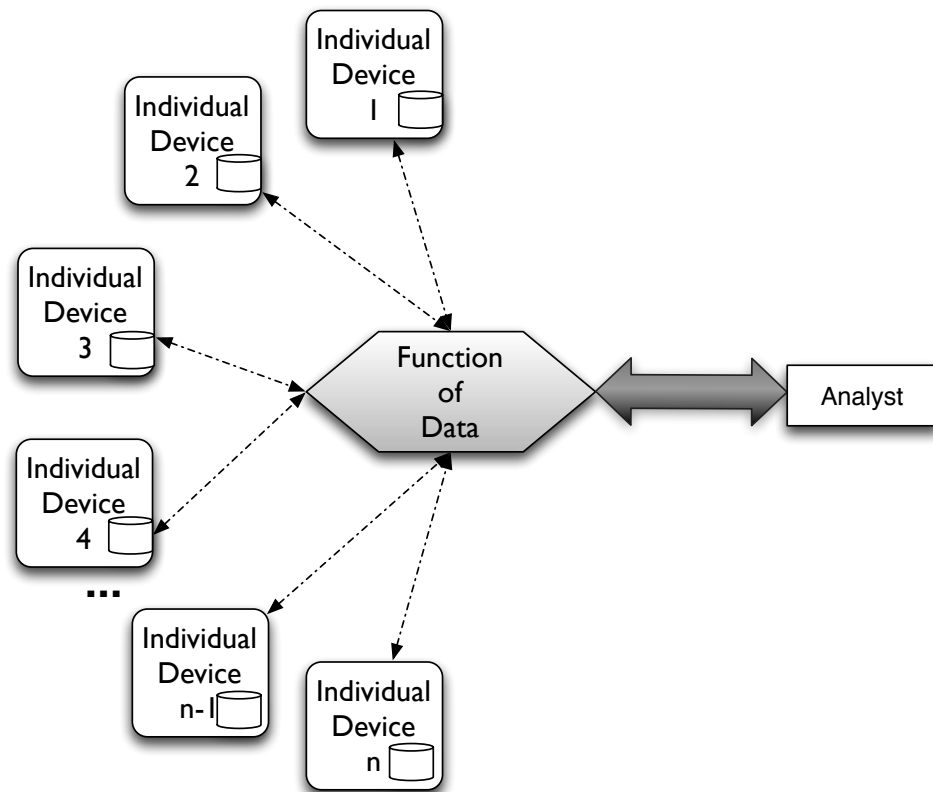 Individual
Device
1
Individual
Device
2
Individual
Device
3
Individual
Device
4
...
Individual
Device
n-1
Individual
Device
n
Function
of
Data
Analyst